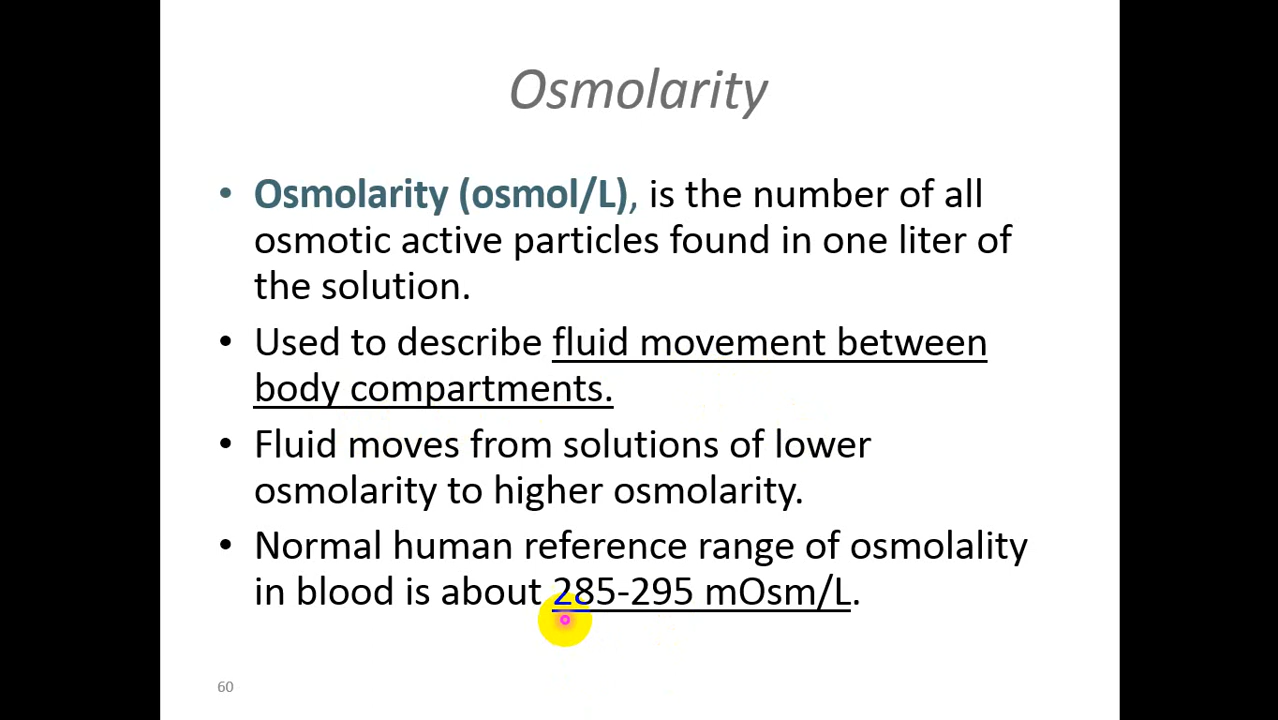 Osmolarity
• Osmolarity (osmol/L), is the number of all
osmotic active particles found in one liter of
the solution.
• Used to describe fluid movement between
body compartments.
• Fluid moves from solutions of lower
osmolarity to higher osmolarity.
• Normal human reference range of osmolality
in blood is about 285-295 mOsm/L.
60